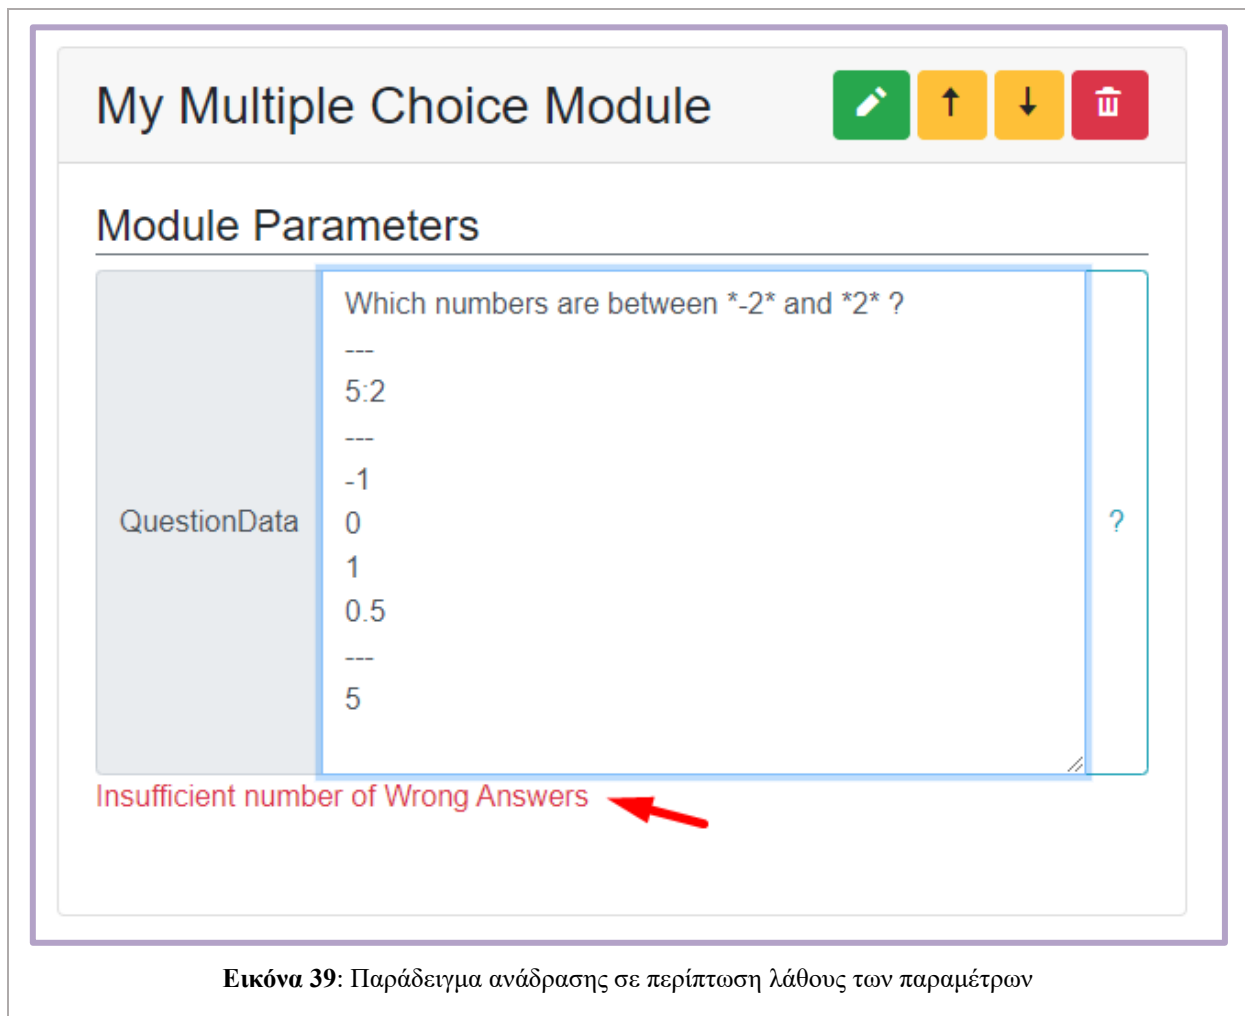 My Multiple Choice Module
Module Parameters
QuestionData
Which numbers are between *-2* and *2* ?
---
5:2
---
-1
0
1
0.5
---
5
?
Insufficient number of Wrong Answers
Εικόνα 39: Παράδειγμα ανάδρασης σε περίπτωση λάθους των παραμέτρων